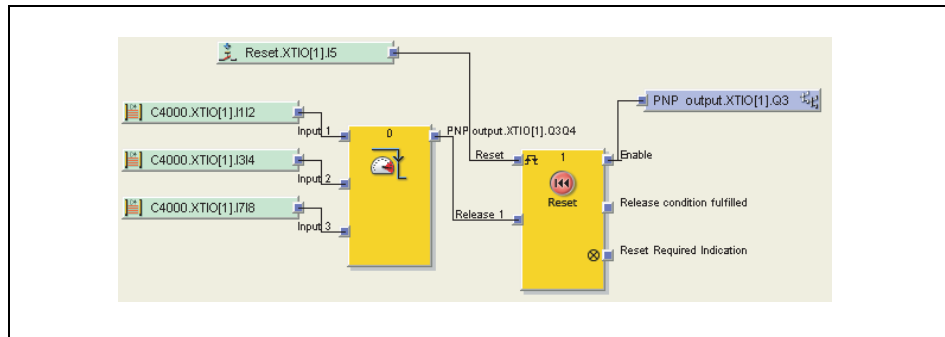 Reset.XTIO[1].I5
C4000.XTIO[1].I1I2
C4000.XTIO[1].I3I4
C4000.XTIO[1].I7I8
Input 1
Input 2
Input 3
0
PNP output.XTIO[1].Q3Q4
Reset
Release 1
1
Reset
Enable
Release condition fulfilled
Reset Required Indication
PNP output.XTIO[1].Q3